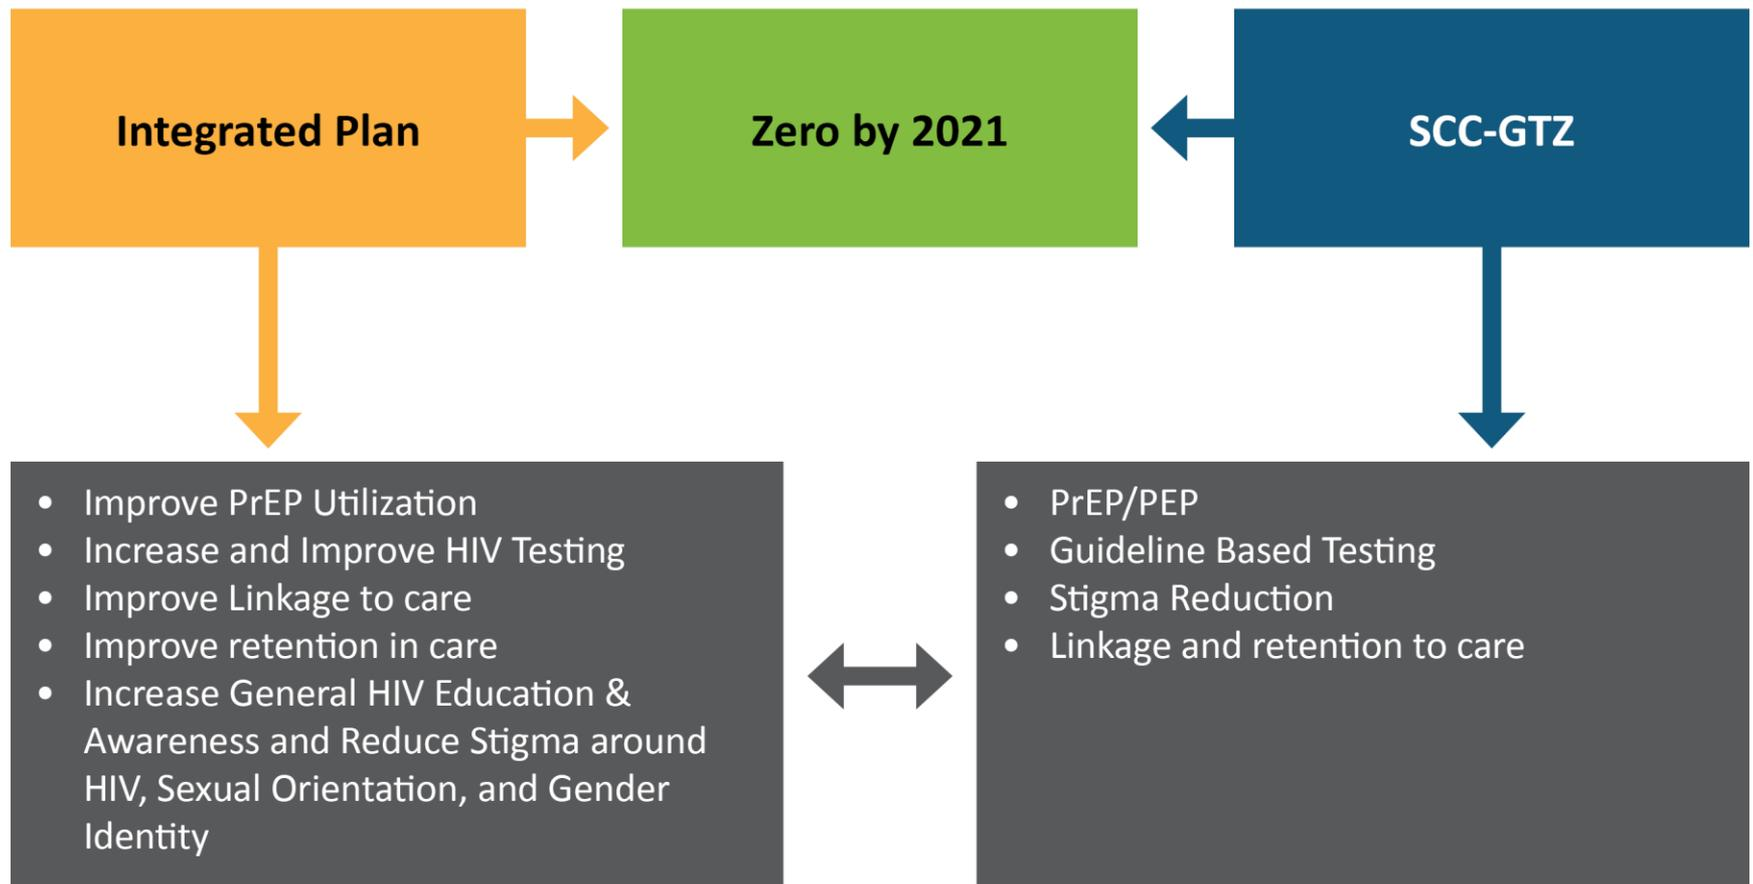 Integrated Plan
Zero by 2021
SCC-GTZ
• Improve PrEP Utilization
• Increase and Improve HIV Testing
• Improve Linkage to care
• Improve retention in care
• Increase General HIV Education &
Awareness and Reduce Stigma around
HIV, Sexual Orientation, and Gender
Identity
• PrEP/PEP
• Guideline Based Testing
• Stigma Reduction
• Linkage and retention to care